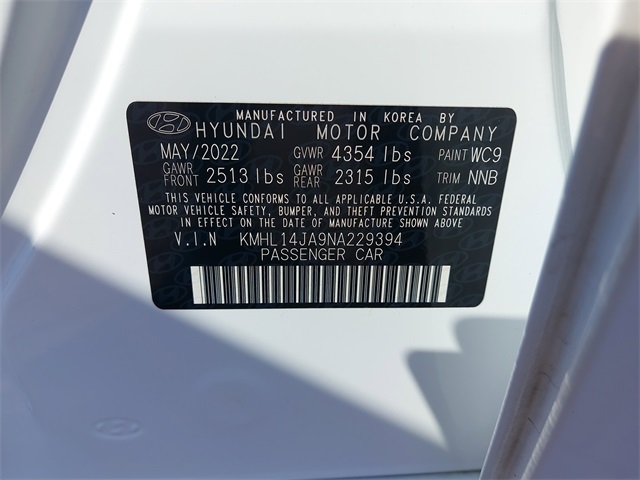 MANUFACTURED IN KOREA BY
HYUNDAI MOTOR COMPANY
MAY/2022 GVWR 4354 lbs PAINT WC9
GAWR FRONT 2513 lbs GAWR REAR 2315 lbs TRIM NNB
THIS VEHICLE CONFORMS TO ALL APPLICABLE U.S.A. FEDERAL
MOTOR VEHICLE SAFETY, BUMPER, AND THEFT PREVENTION STANDARDS
IN EFFECT ON THE DATE OF MANUFACTURE SHOWN ABOVE
V.I.N KMHL14JA9NA229394
PASSENGER CAR